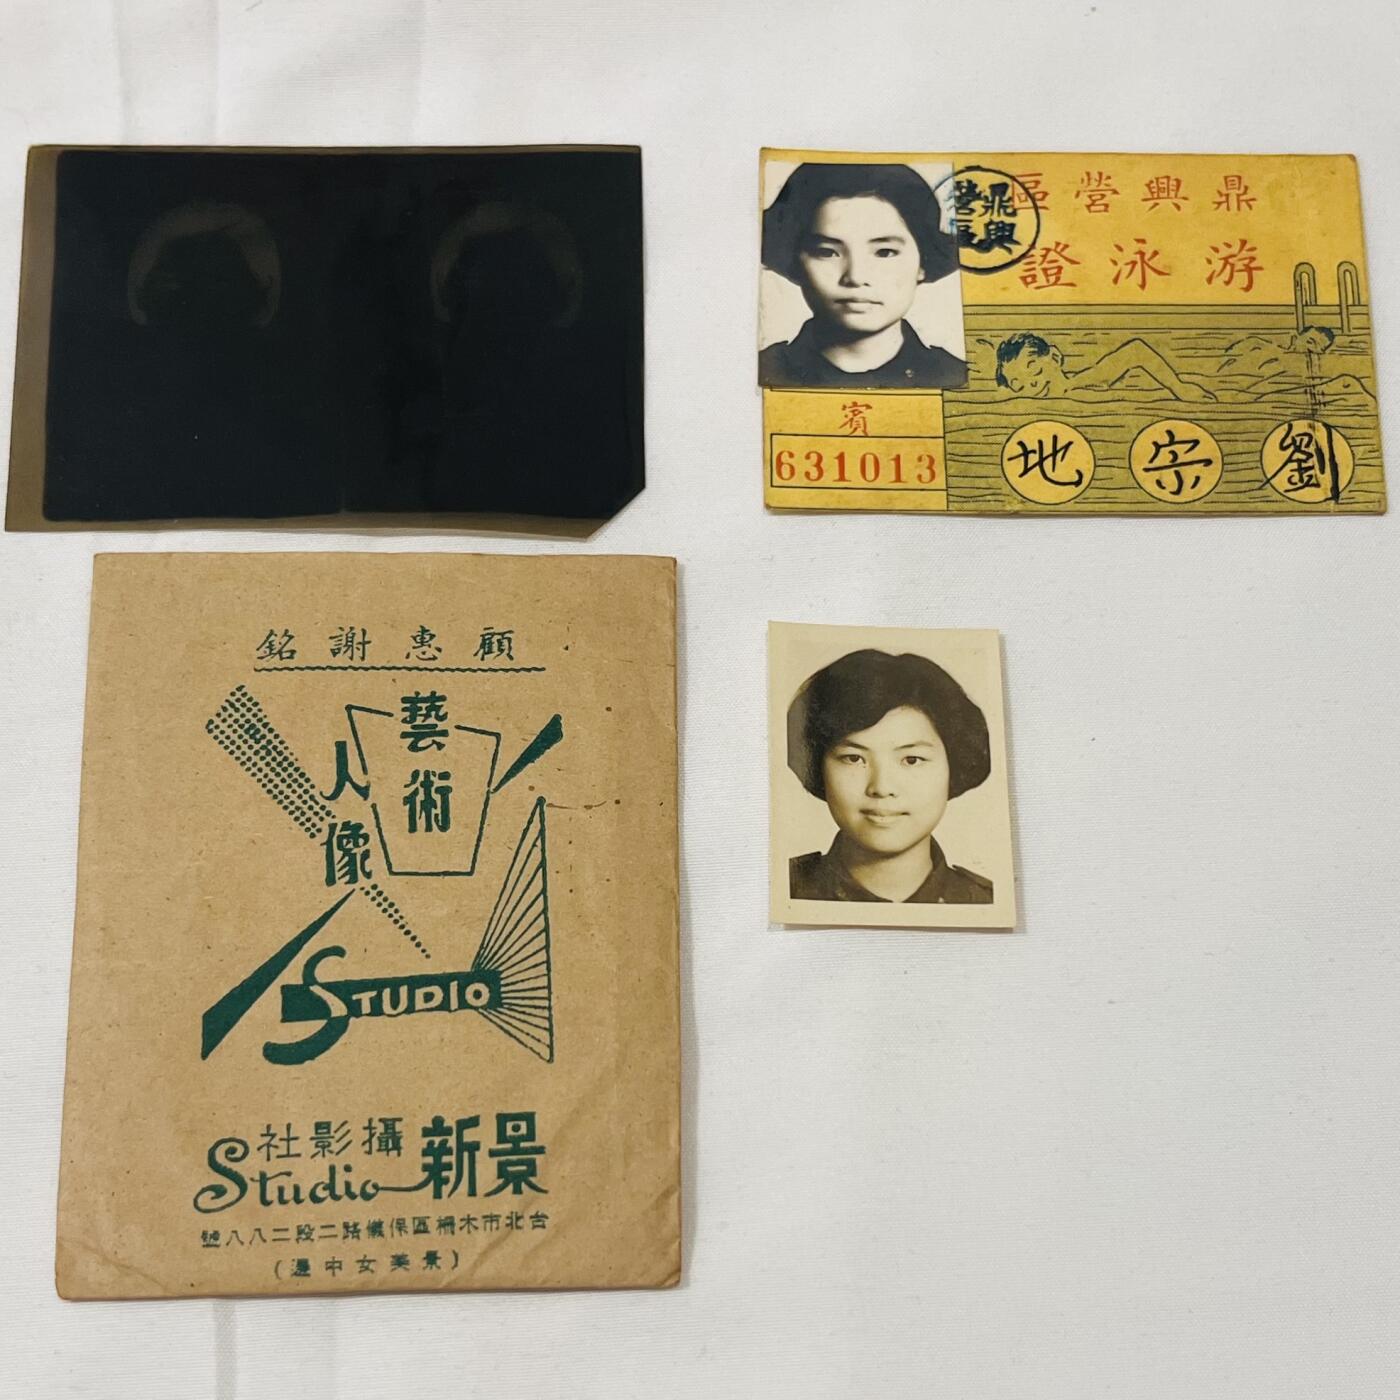 鼎興營區
游泳證
鼎興
營區
賓
631013
劉宗地
銘謝惠顧
藝術
人像
STUDIO
景新攝影社
Studio
台北市木柵區保儀路二段二八八號
(景美女中邊)